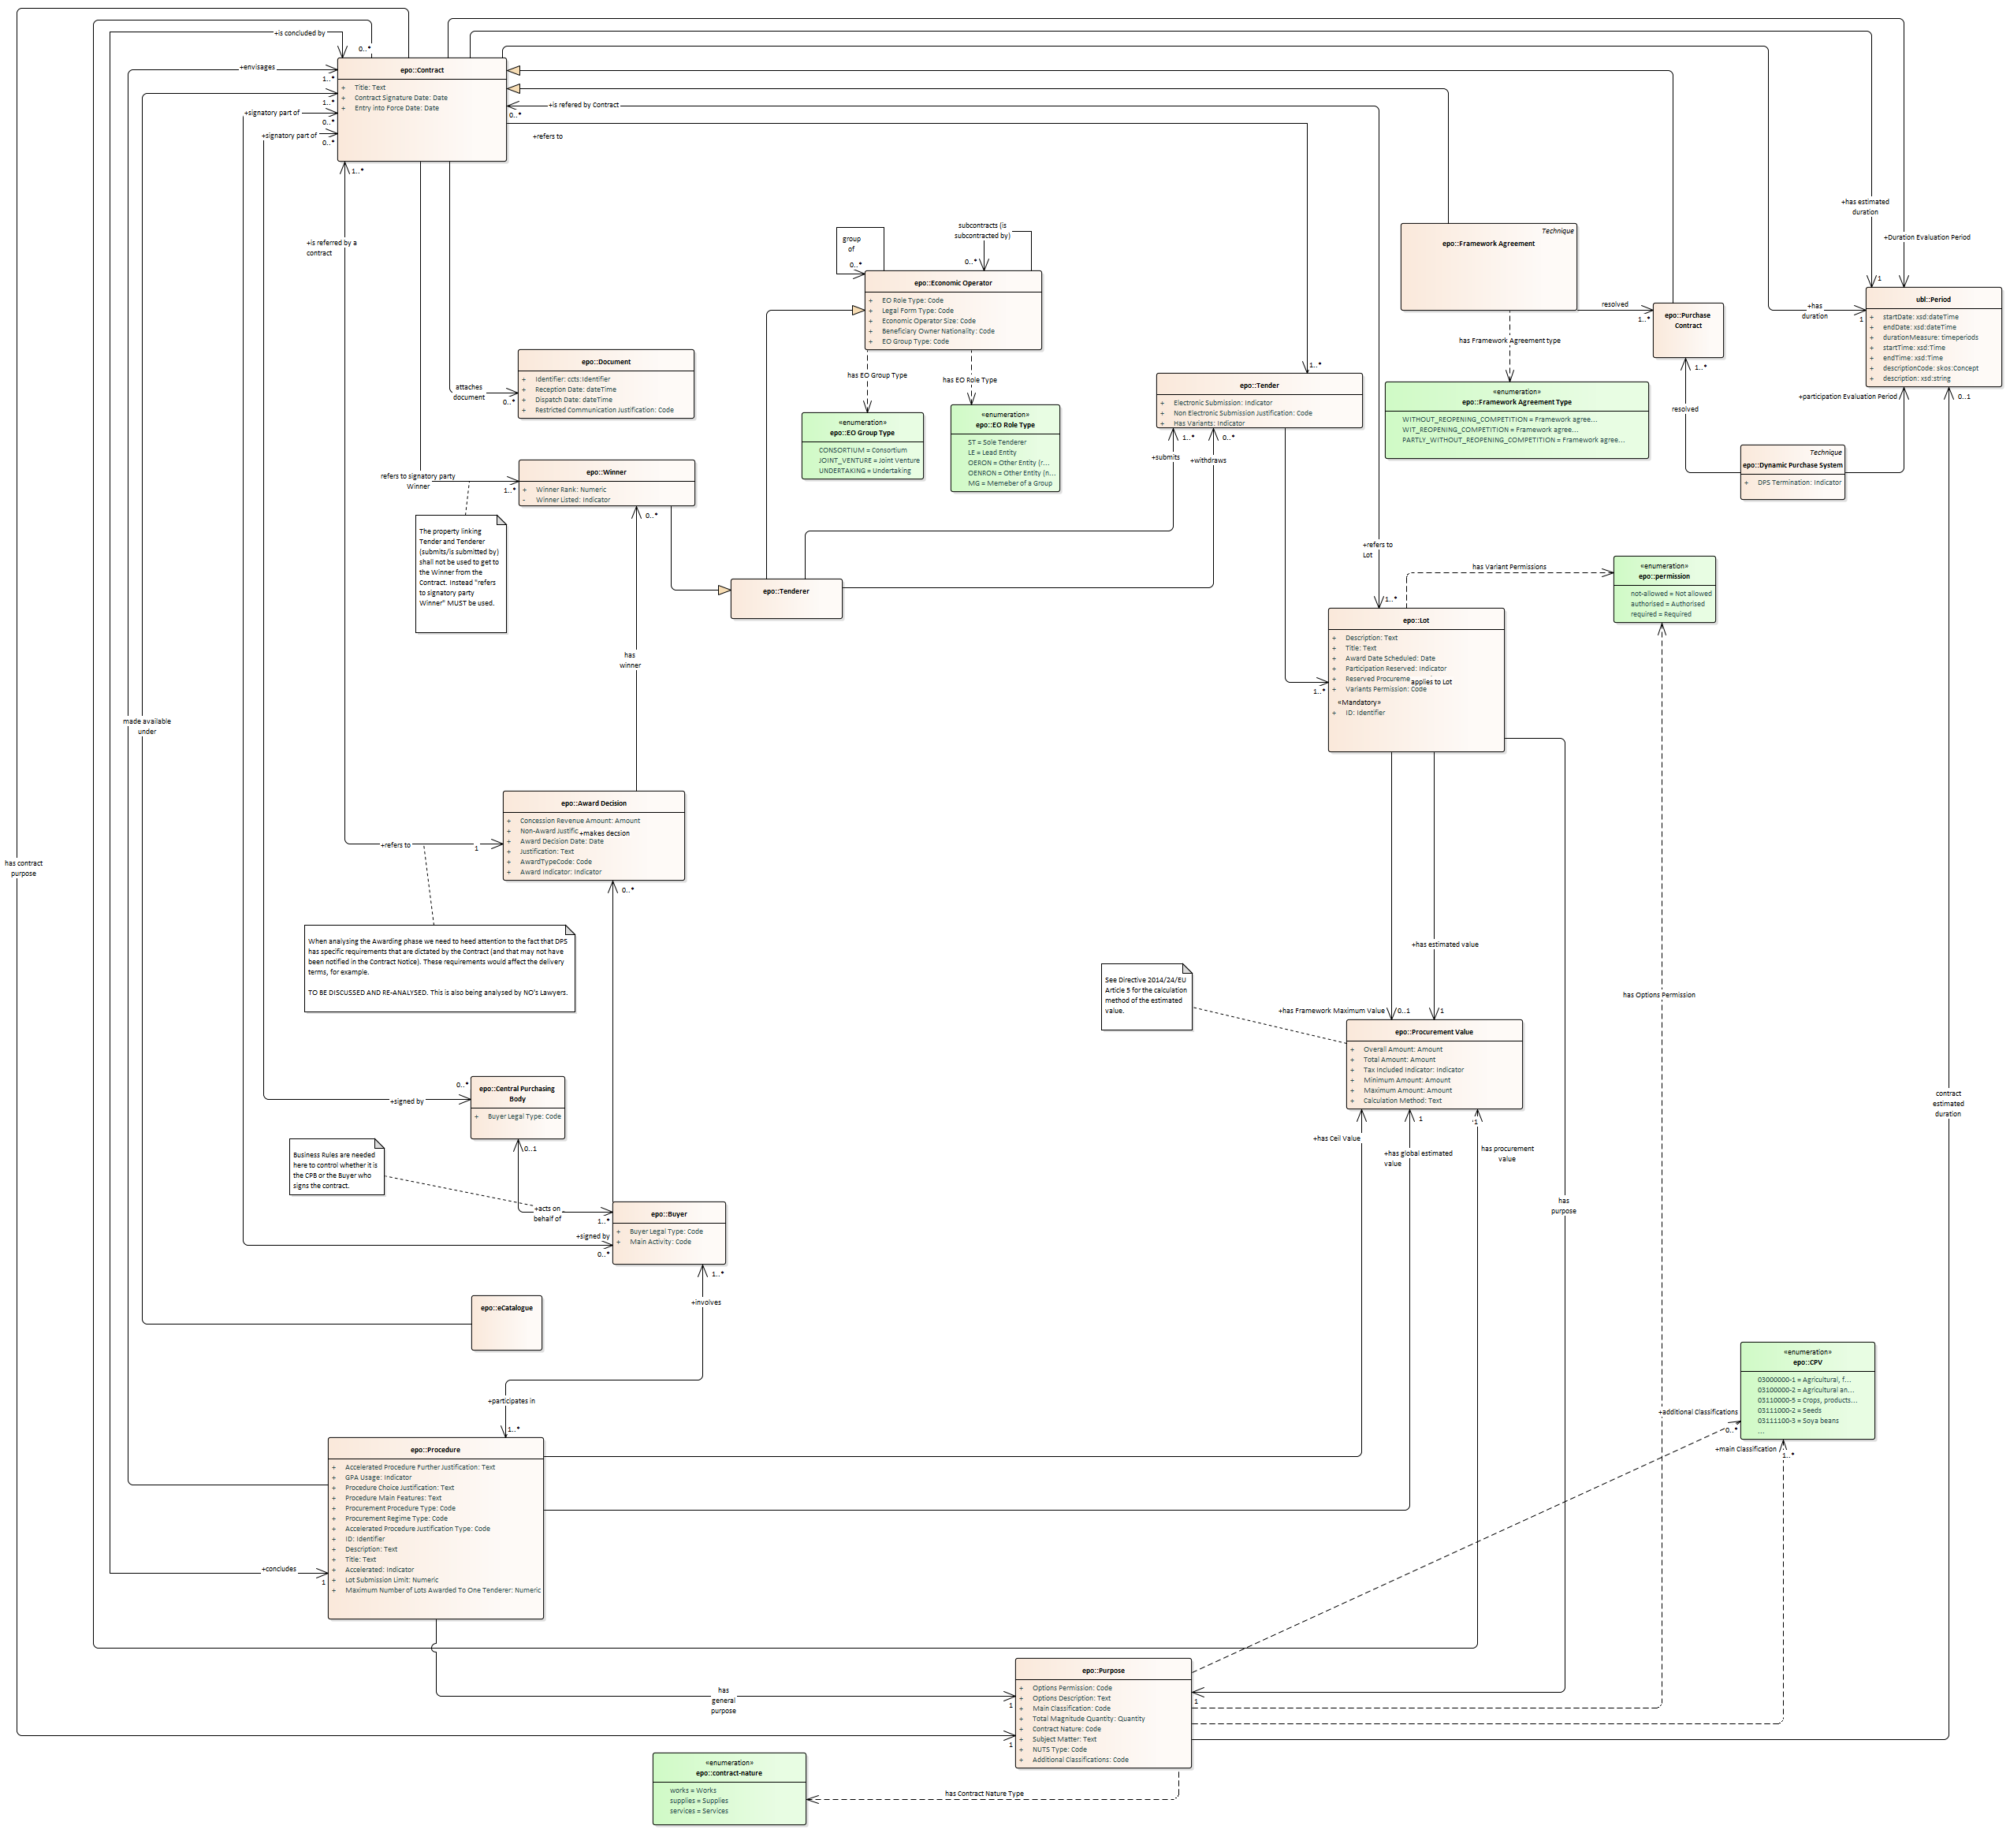 +is concluded by
0..*
+envisages
1..*
1..*
+signatory part of
0..*
+signatory part of
0..*
epo::Contract
+ Title: Text
+ Contract Signature Date: Date
+ Entry into Force Date: Date
+is refered by Contract
0..*
+refers to
1..*
+is referred by a
contract
group
of
0..*
subcontracts (is
subcontracted by)
0..*
epo::Economic Operator
+ EO Role Type: Code
+ Legal Form Type: Code
+ Economic Operator Size: Code
+ Beneficiary Owner Nationality: Code
+ EO Group Type: Code
has EO Group Type
has EO Role Type
«enumeration»
epo::EO Group Type
CONSORTIUM = Consortium
JOINT_VENTURE = Joint Venture
UNDERTAKING = Undertaking
«enumeration»
epo::EO Role Type
ST = Sole Tenderer
LE = Lead Entity
OERON = Other Entity (r...
OENRON = Other Entity (n...
MG = Memeber of a Group
Technique
epo::Framework Agreement
resolved
1..*
epo::Purchase
Contract
1..*
resolved
has Framework Agreement type
«enumeration»
epo::Framework Agreement Type
WITHOUT_REOPENING_COMPETITION = Framework agree...
WIT_REOPENING_COMPETITION = Framework agree...
PARTLY_WITHOUT_REOPENING_COMPETITION = Framework agree...
+has estimated
duration
+Duration Evaluation Period
1
+has
duration
1
ubl::Period
+ startDate: xsd:dateTime
+ endDate: xsd:dateTime
+ durationMeasure: timeperiods
+ startTime: xsd:Time
+ endTime: xsd:Time
+ descriptionCode: skos:Concept
+ description: xsd:string
+participation Evaluation Period
0..1
Technique
epo::Dynamic Purchase System
+ DPS Termination: Indicator
epo::Document
+ Identifier: ccts:Identifier
+ Reception Date: dateTime
+ Dispatch Date: dateTime
+ Restricted Communication Justification: Code
attaches
document
0..*
1..*
epo::Tender
+ Electronic Submission: Indicator
+ Non Electronic Submission Justification: Code
+ Has Variants: Indicator
1..*
+submits
0..*
+withdraws
refers to signatory party
Winner
1..*
epo::Winner
+ Winner Rank: Numeric
- Winner Listed: Indicator
0..*
The property linking
Tender and Tenderer
(submits/is submitted by)
shall not be used to get to
the Winner from the
Contract. Instead "refers
to signatory party
Winner" MUST be used.
epo::Tenderer
has
winner
+refers to
Lot
1..*
has Variant Permissions
«enumeration»
epo::permission
not-allowed = Not allowed
authorised = Authorised
required = Required
epo::Lot
+ Description: Text
+ Title: Text
+ Award Date Scheduled: Date
+ Participation Reserved: Indicator
+ Reserved Procureme
applies to Lot
+ Variants Permission: Code
«Mandatory»
+ ID: Identifier
1..*
made available
under
epo::Award Decision
+ Concession Revenue Amount: Amount
+ Non-Award Justific
+makes decsion
+ Award Decision Date: Date
+ Justification: Text
+ AwardTypeCode: Code
+ Award Indicator: Indicator
0..*
+refers to
1
has contract
purpose
When analysing the Awarding phase we need to heed attention to the fact that DPS
has specific requirements that are dictated by the Contract (and that may not have
been notified in the Contract Notice). These requirements would affect the delivery
terms, for example.
TO BE DISCUSSED AND RE-ANALYSED. This is also being analysed by NO's Lawyers.
+has estimated value
See Directive 2014/24/EU
Article 5 for the calculation
method of the estimated
value.
+has Framework Maximum Value
0..1
1
epo::Procurement Value
+ Overall Amount: Amount
+ Total Amount: Amount
+ Tax Included Indicator: Indicator
+ Minimum Amount: Amount
+ Maximum Amount: Amount
+ Calculation Method: Text
+has Ceil Value
1
+has global estimated
value
1
has procurement
value
has Options Permission
contract
estimated
duration
has
purpose
0..*
+signed by
epo::Central Purchasing
Body
+ Buyer Legal Type: Code
0..1
Business Rules are needed
here to control whether it is
the CPB or the Buyer who
signs the contract.
+acts on
behalf of
1..*
+signed by
0..*
epo::Buyer
+ Buyer Legal Type: Code
+ Main Activity: Code
1..*
+involves
epo::eCatalogue
+participates in
1..*
epo::Procedure
+ Accelerated Procedure Further Justification: Text
+ GPA Usage: Indicator
+ Procedure Choice Justification: Text
+ Procedure Main Features: Text
+ Procurement Procedure Type: Code
+ Procurement Regime Type: Code
+ Accelerated Procedure Justification Type: Code
+ ID: Identifier
+ Description: Text
+ Title: Text
+ Accelerated: Indicator
+ Lot Submission Limit: Numeric
+ Maximum Number of Lots Awarded To One Tenderer: Numeric
+concludes
1
«enumeration»
epo::CPV
03000000-1 = Agricultural, f...
03100000-2 = Agricultural an...
03110000-5 = Crops, products...
03111000-2 = Seeds
03111100-3 = Soya beans
...
+additional Classifications
0..*
+main Classification
1..*
has
general
purpose
1
1
1
epo::Purpose
+ Options Permission: Code
+ Options Description: Text
+ Main Classification: Code
+ Total Magnitude Quantity: Quantity
+ Contract Nature: Code
+ Subject Matter: Text
+ NUTS Type: Code
+ Additional Classifications: Code
has Contract Nature Type
«enumeration»
epo::contract-nature
works = Works
supplies = Supplies
services = Services